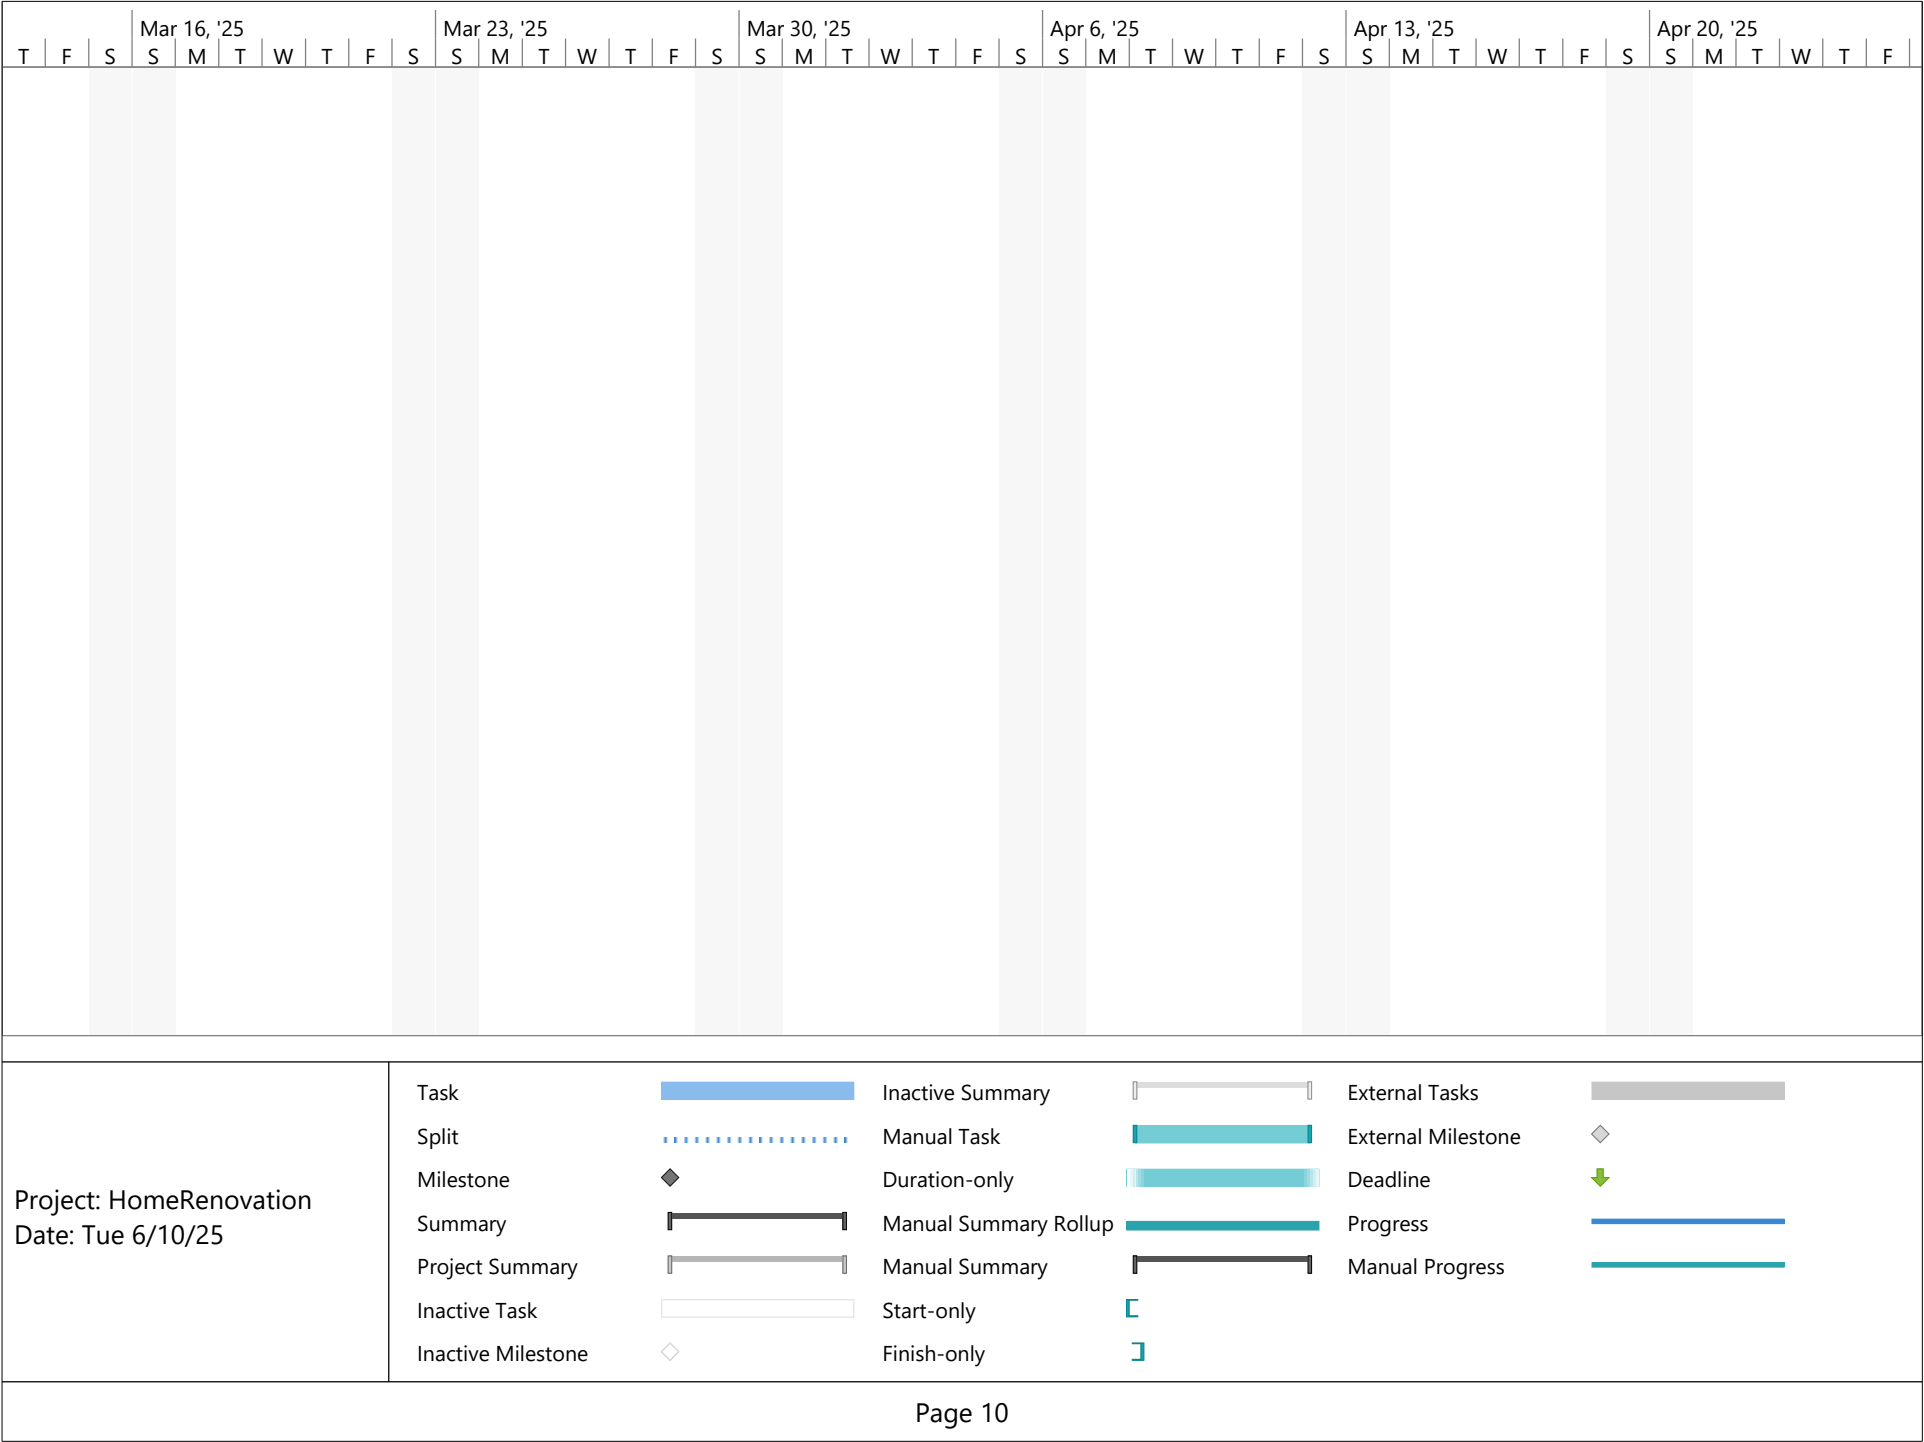 Mar 16, '25 Mar 23, '25 Mar 30, '25 Apr 6, '25 Apr 13, '25 Apr 20, '25
T F S S M T W T F S S M T W T F S S M T W T F S S M T W T F S S M T W T F S S M T W T F
Task Inactive Summary External Tasks
Split Manual Task External Milestone
Milestone Duration-only Deadline
Project: HomeRenovation
Date: Tue 6/10/25
Summary Manual Summary Rollup Progress
Project Summary Manual Summary Manual Progress
Inactive Task Start-only
Inactive Milestone Finish-only
Page 10